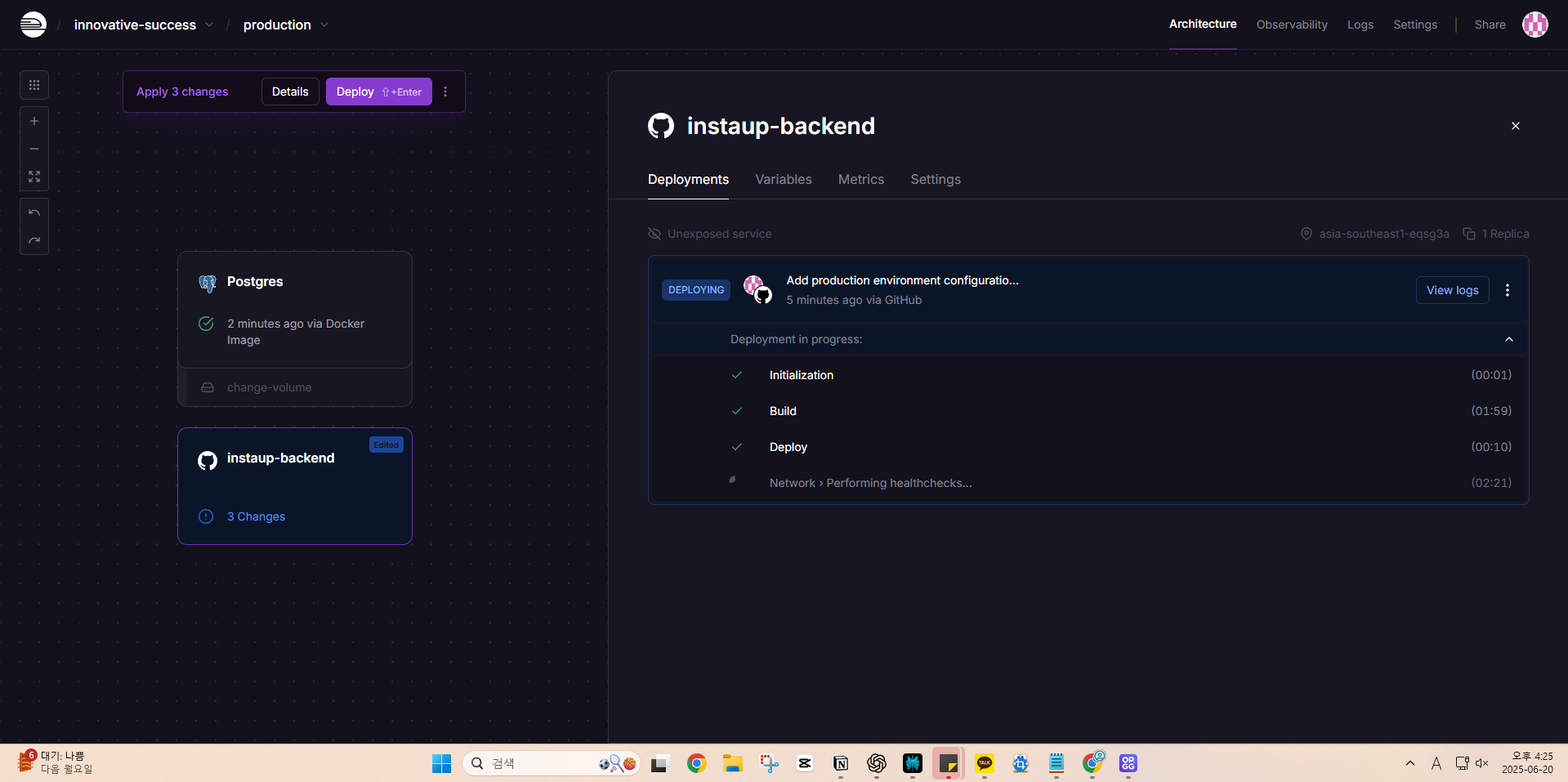 / innovative-success / production
Architecture Observability Logs Settings Share
Apply 3 changes Details Deploy ⇧+Enter
instaup-backend
Deployments Variables Metrics Settings
Unexposed service asia-southeast1-eqsg3a 1 Replica
DEPLOYING
Add production environment configuratio...
5 minutes ago via GitHub
View logs
Deployment in progress:
Initialization (00:01)
Build (01:59)
Deploy (00:10)
Network › Performing healthchecks... (02:21)
Postgres
2 minutes ago via Docker
Image
change-volume
Edited
instaup-backend
3 Changes
6
대기: 나쁨
다음 월요일
검색
TALK
OP
GG
A
오후 4:25
2025-06-20